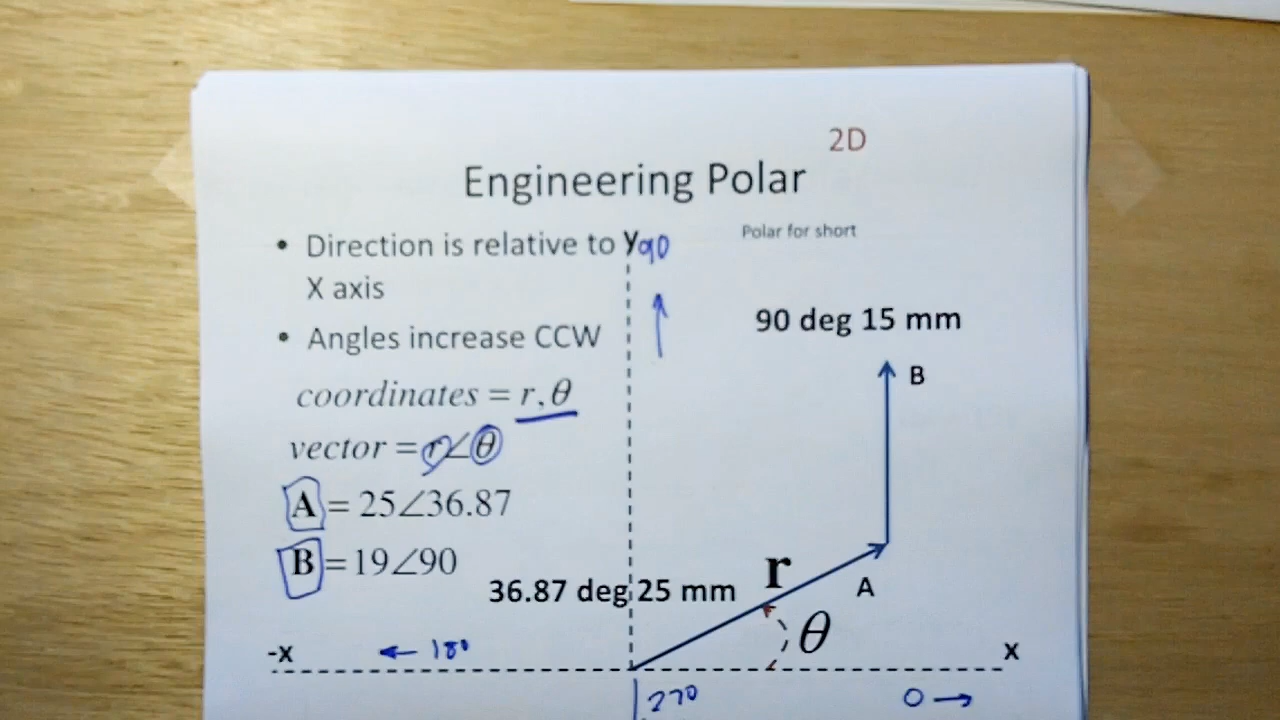 2D
Engineering Polar
Polar for short
• Direction is relative to
X axis
y 90
• Angles increase CCW
coordinates = r, θ
vector = r∠θ
A = 25∠36.87
B = 19∠90
90 deg 15 mm
B
36.87 deg 25 mm
r
A
θ
-x
← 180
x
270
0 →